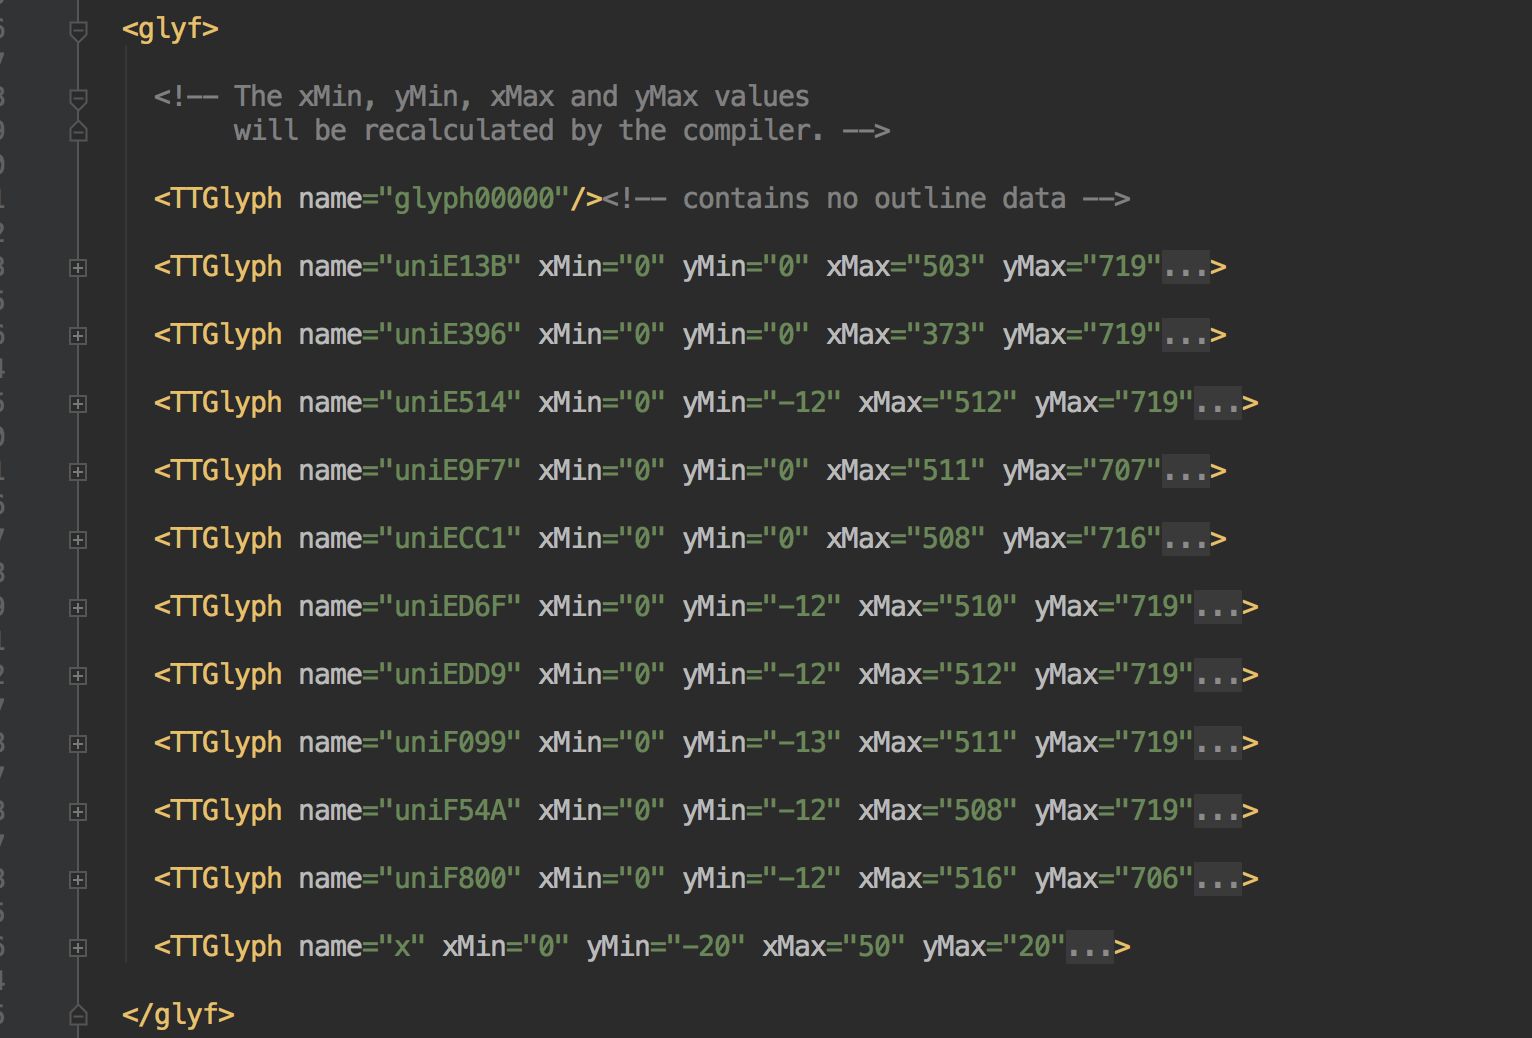 <glyf>
<!-- The xMin, yMin, xMax and yMax values
will be recalculated by the compiler. -->
<TTGlyph name="glyph00000"/><!-- contains no outline data -->
<TTGlyph name="uniE13B" xMin="0" yMin="0" xMax="503" yMax="719"...>
<TTGlyph name="uniE396" xMin="0" yMin="0" xMax="373" yMax="719"...>
<TTGlyph name="uniE514" xMin="0" yMin="-12" xMax="512" yMax="719"...>
<TTGlyph name="uniE9F7" xMin="0" yMin="0" xMax="511" yMax="707"...>
<TTGlyph name="uniECC1" xMin="0" yMin="0" xMax="508" yMax="716"...>
<TTGlyph name="uniED6F" xMin="0" yMin="-12" xMax="510" yMax="719"...>
<TTGlyph name="uniEDD9" xMin="0" yMin="-12" xMax="512" yMax="719"...>
<TTGlyph name="uniF099" xMin="0" yMin="-13" xMax="511" yMax="719"...>
<TTGlyph name="uniF54A" xMin="0" yMin="-12" xMax="508" yMax="719"...>
<TTGlyph name="uniF800" xMin="0" yMin="-12" xMax="516" yMax="706"...>
<TTGlyph name="x" xMin="0" yMin="-20" xMax="50" yMax="20"...>
</glyf>